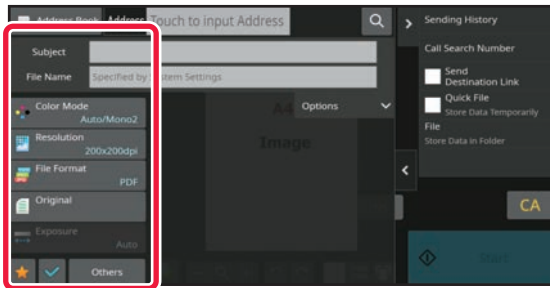 Address Book Address Touch to input Address
Subject
File Name Specified by System Settings
Color Mode
Auto/Mono2
Resolution
200x200dpi
File Format
PDF
Original
Exposure
Auto
Others
A4
Image
Options
Sending History
Call Search Number
Send
Destination Link
Quick File
Store Data Temporarily
File
Store Data in Folder
CA
Start